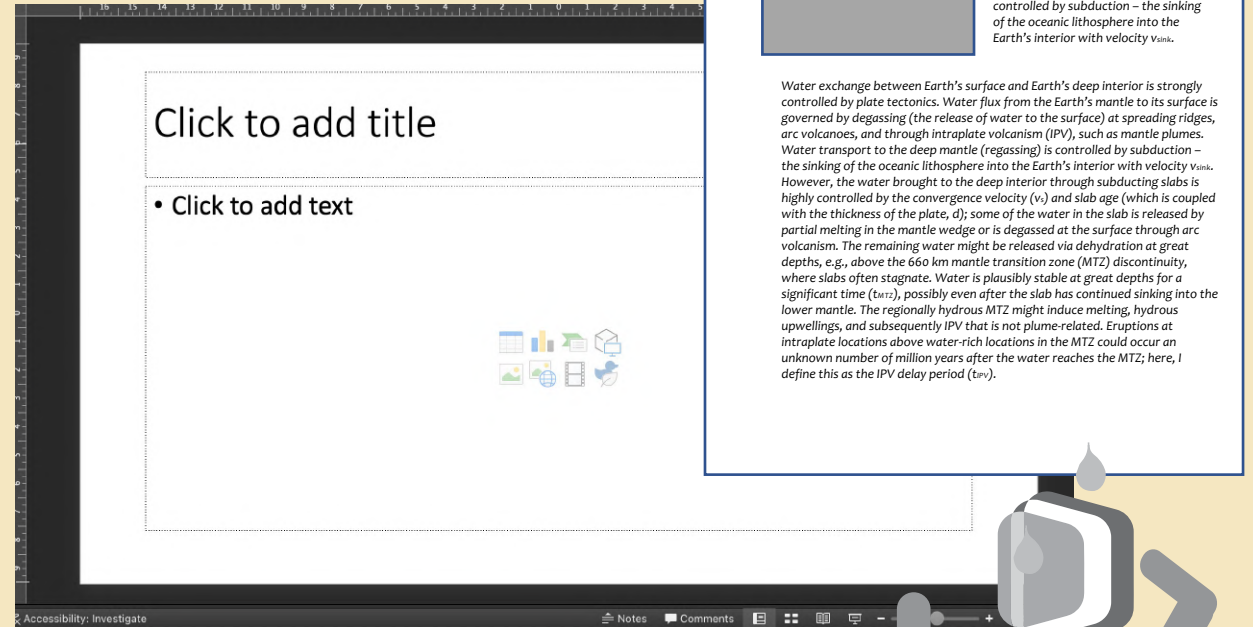 16 15 14 13 12 11 10 9 8 7 6 5
Click to add title
• Click to add text
Accessibility: Investigate
Notes
Comments
controlled by subduction – the sinking
of the oceanic lithosphere into the
Earth's interior with velocity vsink.
Water exchange between Earth's surface and Earth's deep interior is strongly
controlled by plate tectonics. Water flux from the Earth's mantle to its surface is
governed by degassing (the release of water to the surface) at spreading ridges,
arc volcanoes, and through intraplate volcanism (IPV), such as mantle plumes.
Water transport to the deep mantle (regassing) is controlled by subduction –
the sinking of the oceanic lithosphere into the Earth's interior with velocity vsink.
However, the water brought to the deep interior through subducting slabs is
highly controlled by the convergence velocity (vs) and slab age (which is coupled
with the thickness of the plate, d); some of the water in the slab is released by
partial melting in the mantle wedge or is degassed at the surface through arc
volcanism. The remaining water might be released via dehydration at great
depths, e.g., above the 660 km mantle transition zone (MTZ) discontinuity,
where slabs often stagnate. Water is plausibly stable at great depths for a
significant time (tMTZ), possibly even after the slab has continued sinking into the
lower mantle. The regionally hydrous MTZ might induce melting, hydrous
upwellings, and subsequently IPV that is not plume-related. Eruptions at
intraplate locations above water-rich locations in the MTZ could occur an
unknown number of million years after the water reaches the MTZ; here, I
define this as the IPV delay period (tIPV).